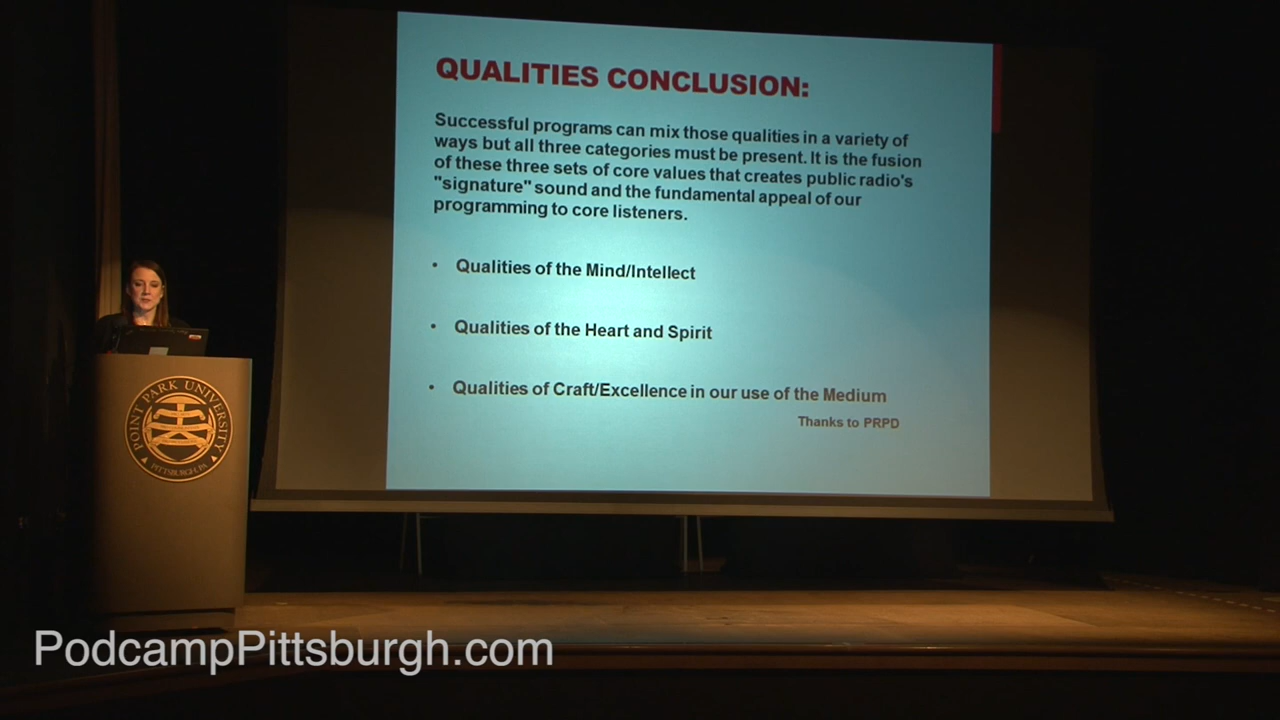 QUALITIES CONCLUSION:
Successful programs can mix those qualities in a variety of
ways but all three categories must be present. It is the fusion
of these three sets of core values that creates public radio's
"signature" sound and the fundamental appeal of our
programming to core listeners.
• Qualities of the Mind/Intellect
• Qualities of the Heart and Spirit
• Qualities of Craft/Excellence in our use of the Medium
Thanks to PRPD
POINT PARK UNIVERSITY
PITTSBURGH, PA
PodcampPittsburgh.com